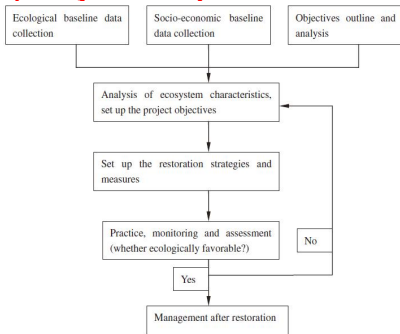 Ecological baseline data
collection
Socio-economic baseline
data collection
Objectives outline and
analysis
Analysis of ecosystem characteristics,
set up the project objectives
Set up the restoration strategies and
measures
Practice, monitoring and assessment
(whether ecologically favorable?)
No
Yes
Management after restoration